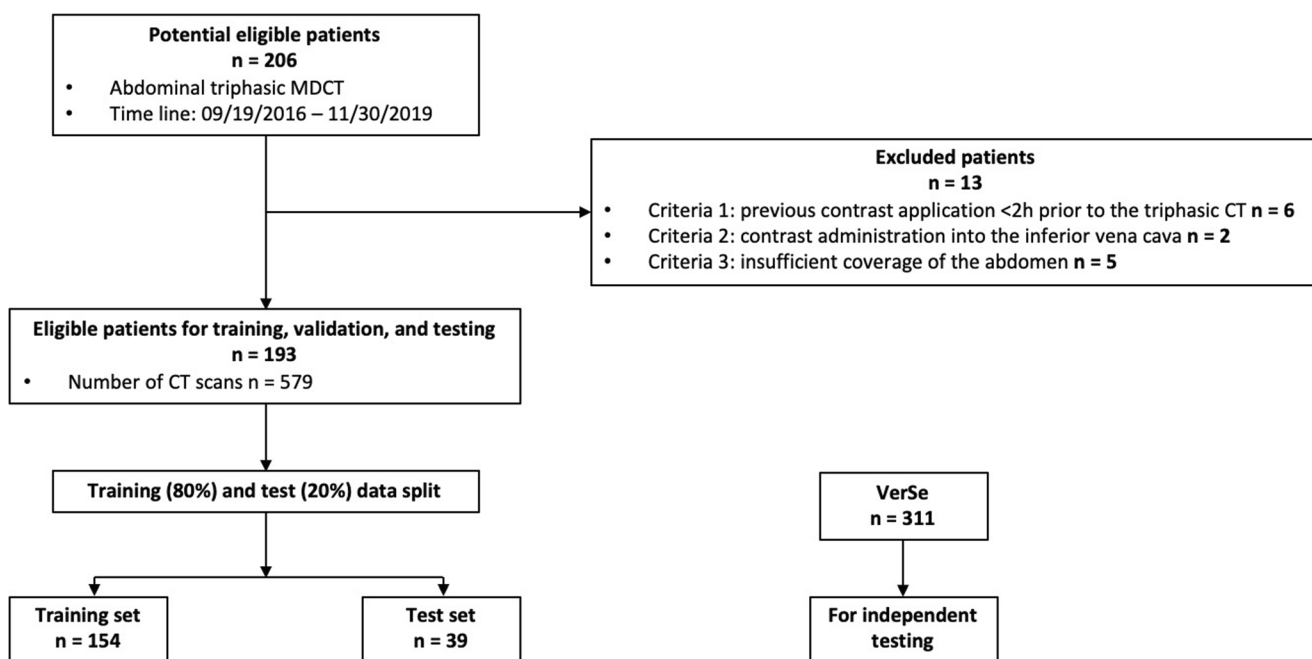 Potential eligible patients
n = 206
• Abdominal triphasic MDCT
• Time line: 09/19/2016 – 11/30/2019
Excluded patients
n = 13
• Criteria 1: previous contrast application <2h prior to the triphasic CT n = 6
• Criteria 2: contrast administration into the inferior vena cava n = 2
• Criteria 3: insufficient coverage of the abdomen n = 5
Eligible patients for training, validation, and testing
n = 193
• Number of CT scans n = 579
Training (80%) and test (20%) data split
VerSe
n = 311
Training set
n = 154
Test set
n = 39
For independent
testing